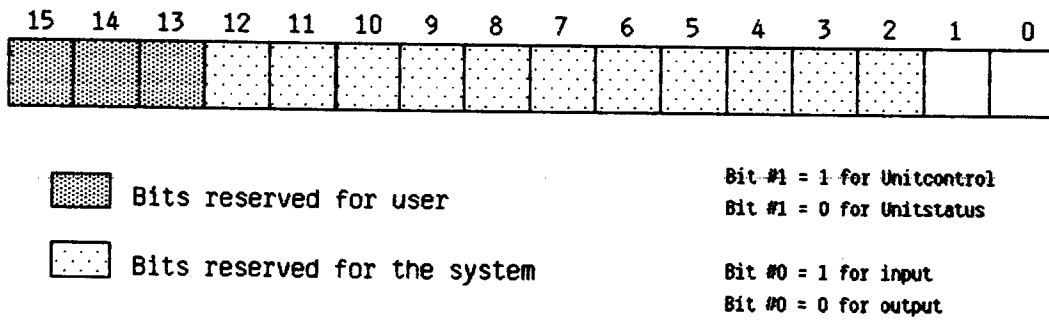 15 14 13 12 11 10 9 8 7 6 5 4 3 2 1 0
Bits reserved for user
Bits reserved for the system
Bit #1 = 1 for Unitcontrol
Bit #1 = 0 for Unitstatus
Bit #0 = 1 for input
Bit #0 = 0 for output